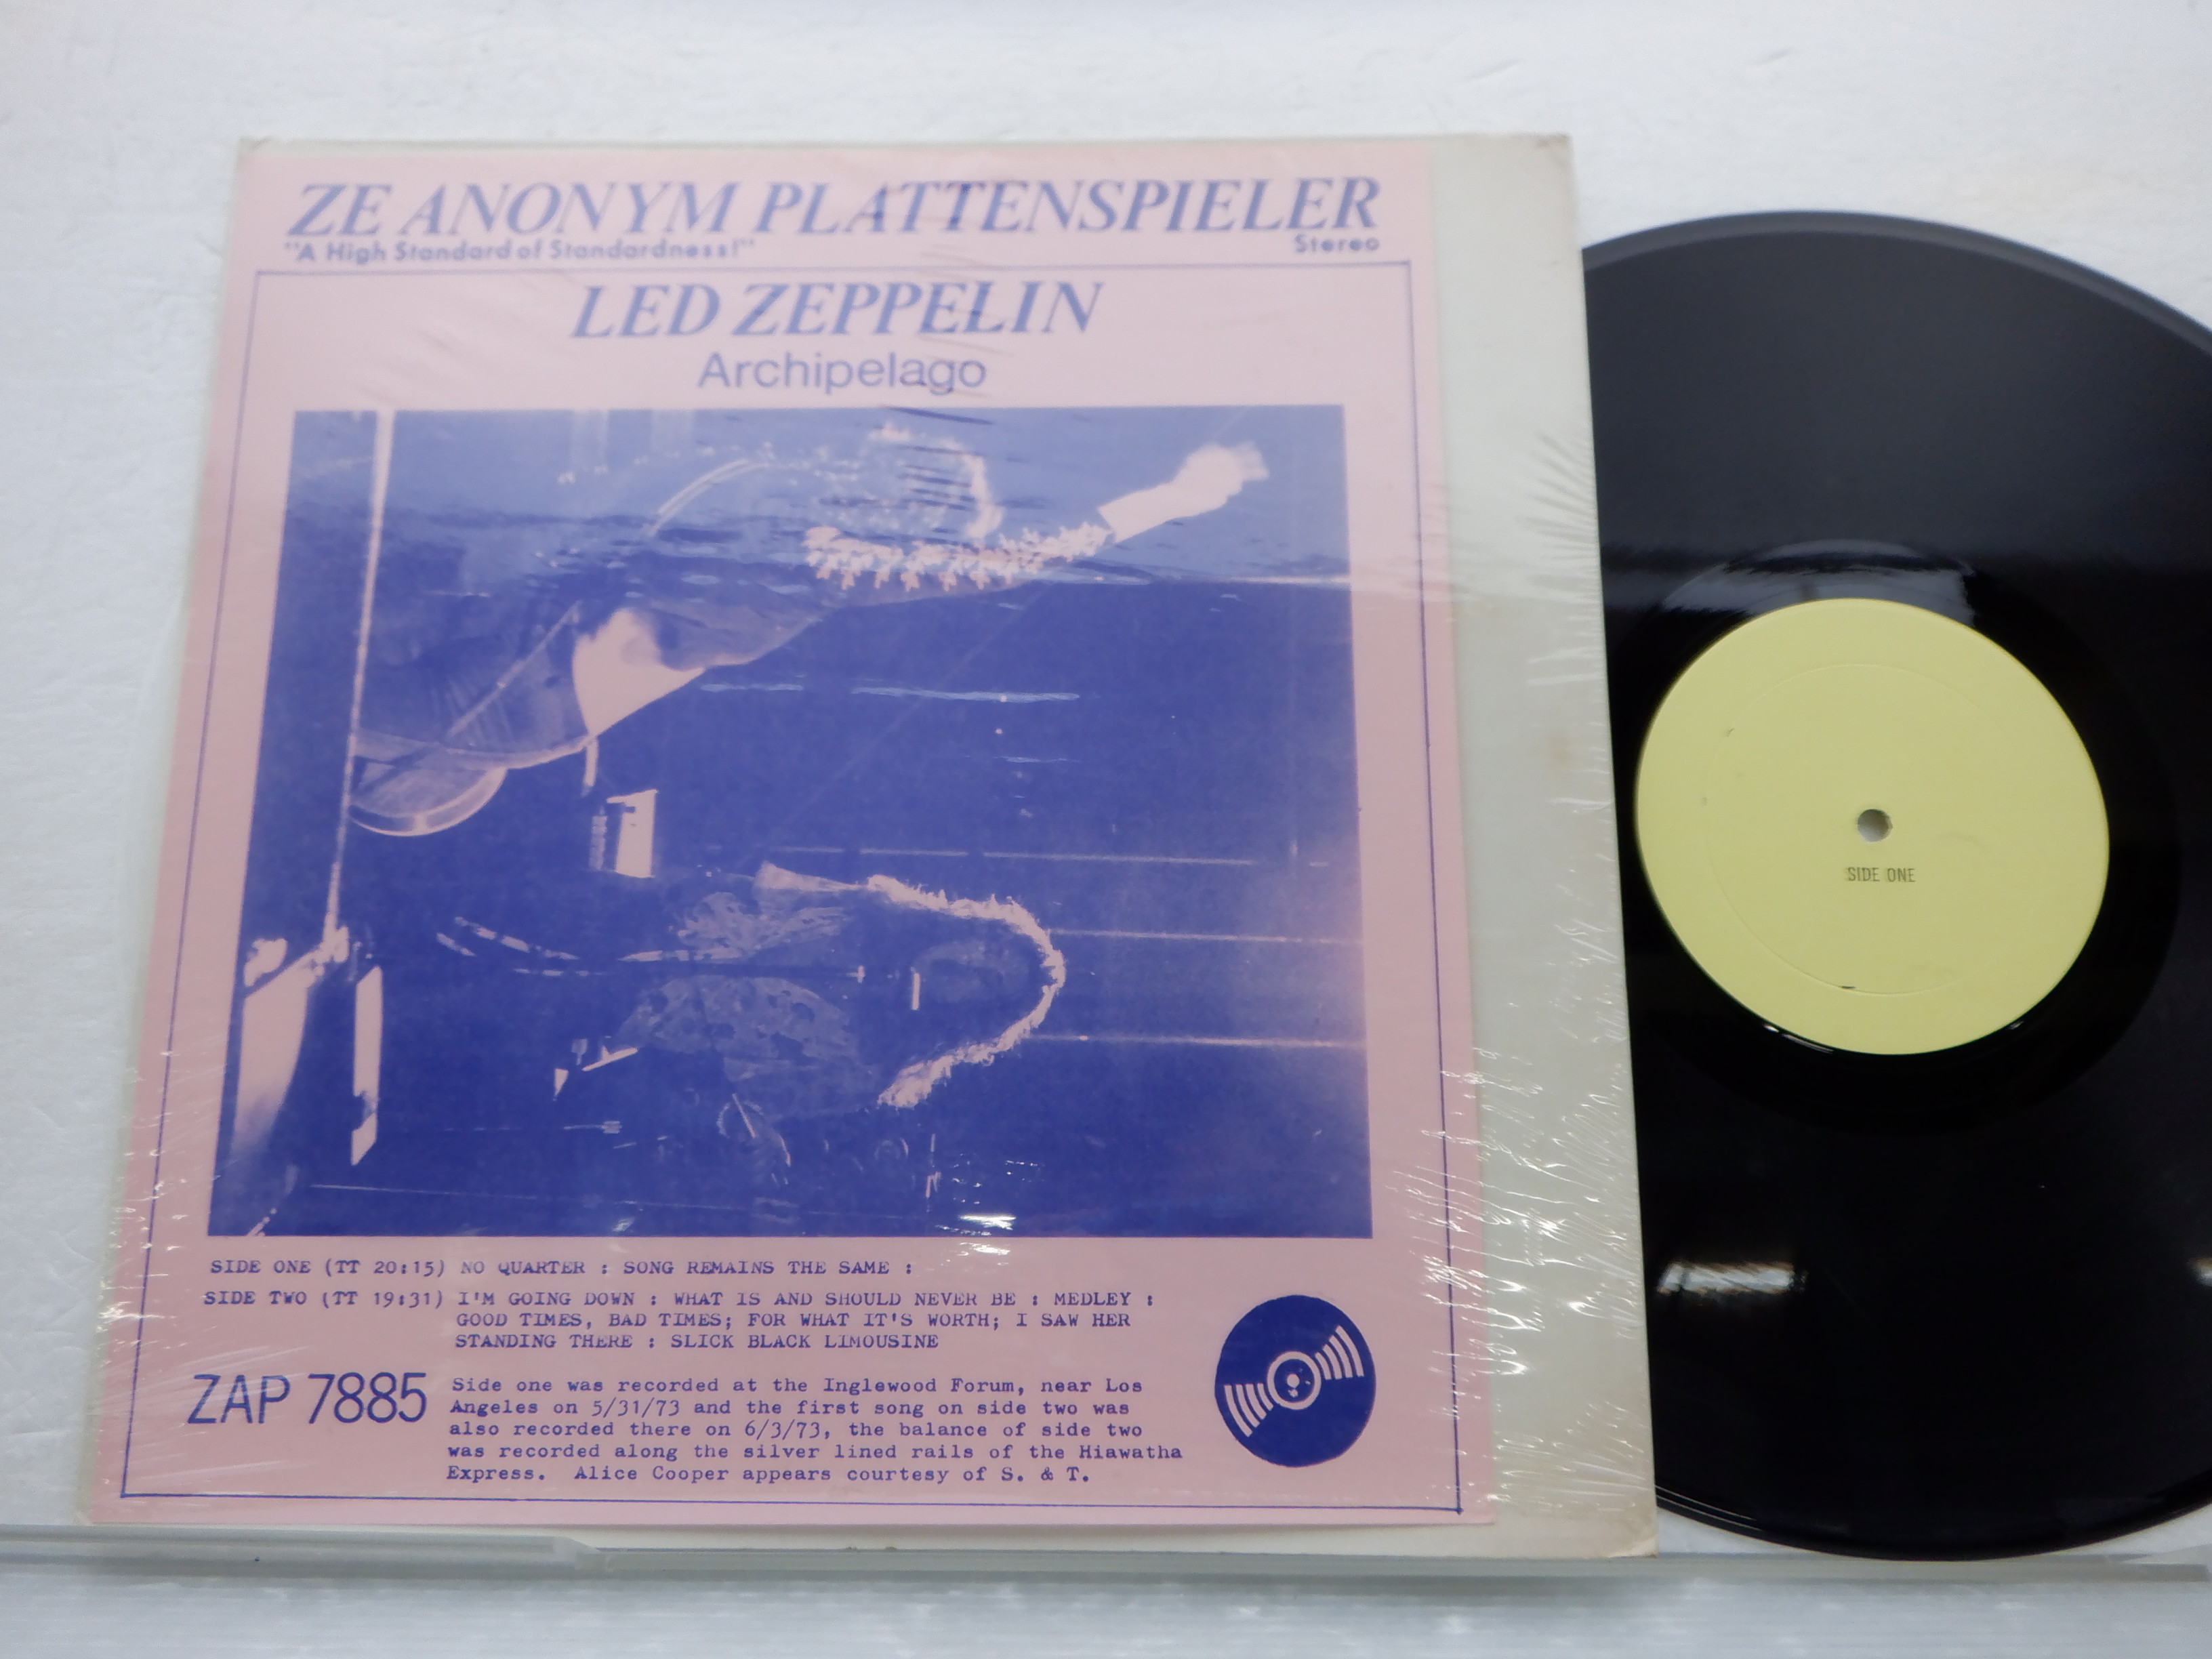 ZE ANONYM PLATTENSPIELER
"A High Standard of Standardness!"
Stereo
LED ZEPPELIN
Archipelago
SIDE ONE (TT 20:15) NO QUARTER : SONG REMAINS THE SAME :
SIDE TWO (TT 19:31) I'M GOING DOWN : WHAT IS AND SHOULD NEVER BE : MEDLEY :
GOOD TIMES, BAD TIMES; FOR WHAT IT'S WORTH; I SAW HER
STANDING THERE : SLICK BLACK LIMOUSINE
ZAP 7885
Side one was recorded at the Inglewood Forum, near Los
Angeles on 5/31/73 and the first song on side two was
also recorded there on 6/3/73, the balance of side two
was recorded along the silver lined rails of the Hiawatha
Express. Alice Cooper appears courtesy of S. & T.
SIDE ONE